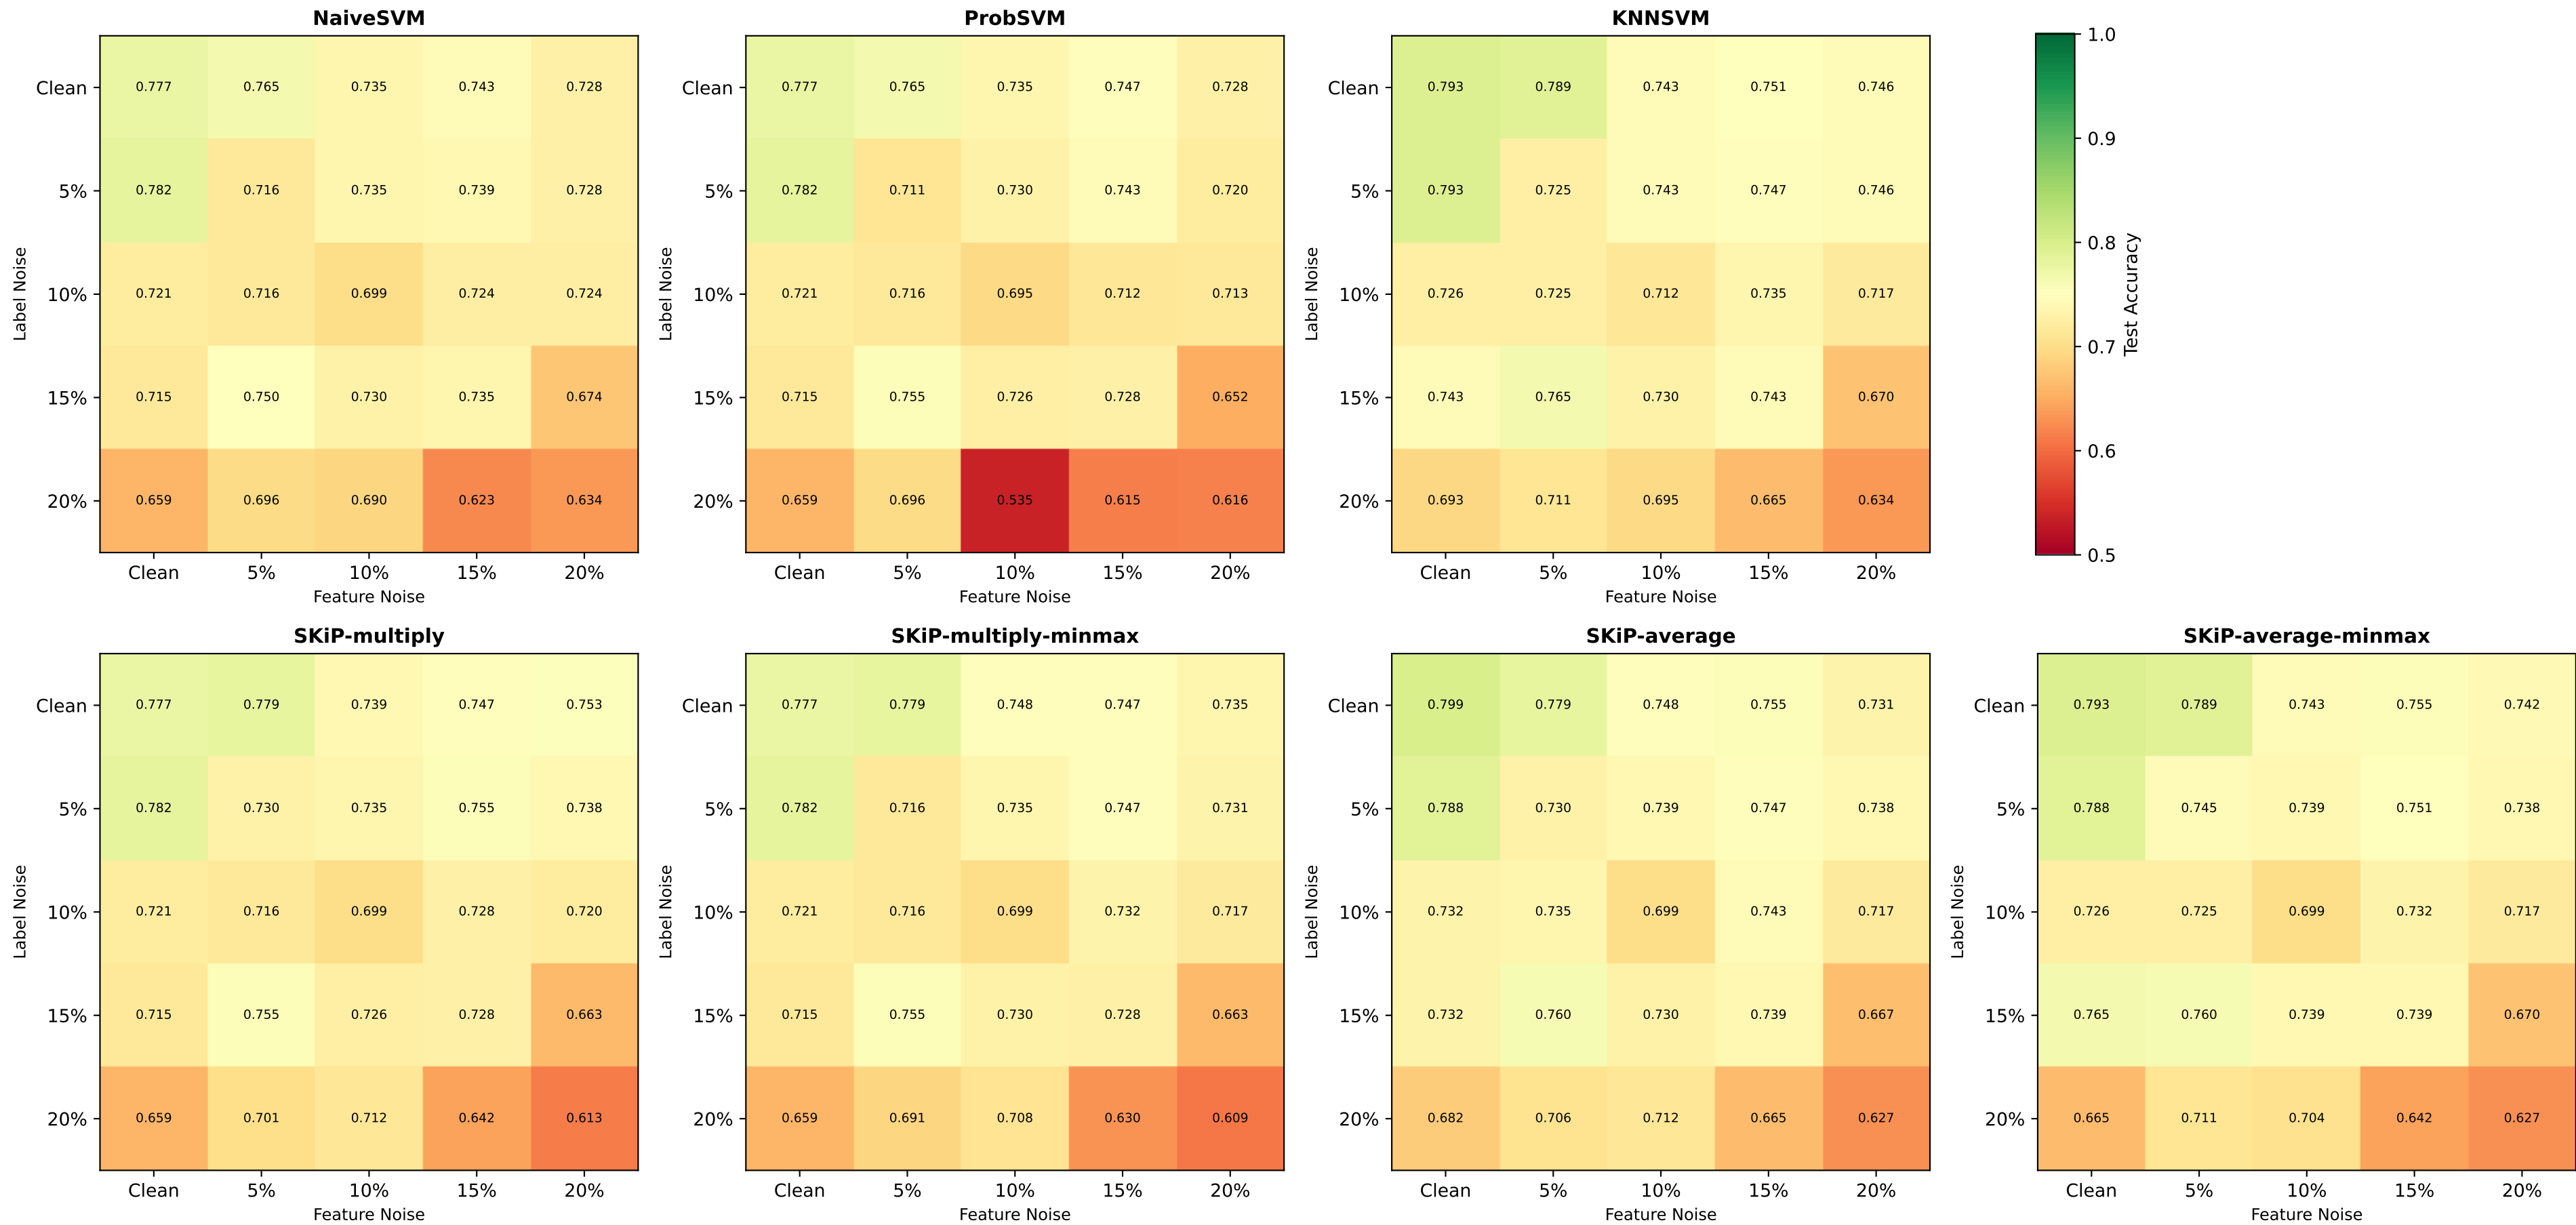 NaiveSVM
Clean 0.777 0.765 0.735 0.743 0.728
5% 0.782 0.716 0.735 0.739 0.728
10% 0.721 0.716 0.699 0.724 0.724
15% 0.715 0.750 0.730 0.735 0.674
20% 0.659 0.696 0.690 0.623 0.634
Clean 5% 10% 15% 20%
Feature Noise
Label Noise
ProbSVM
Clean 0.777 0.765 0.735 0.747 0.728
5% 0.782 0.711 0.730 0.743 0.720
10% 0.721 0.716 0.695 0.712 0.713
15% 0.715 0.755 0.726 0.728 0.652
20% 0.659 0.696 0.535 0.615 0.616
Clean 5% 10% 15% 20%
Feature Noise
Label Noise
KNNSVM
Clean 0.793 0.789 0.743 0.751 0.746
5% 0.793 0.725 0.743 0.747 0.746
10% 0.726 0.725 0.712 0.735 0.717
15% 0.743 0.765 0.730 0.743 0.670
20% 0.693 0.711 0.695 0.665 0.634
Clean 5% 10% 15% 20%
Feature Noise
Label Noise
1.0
0.9
0.8
0.7
0.6
0.5
Test Accuracy
SKiP-multiply
Clean 0.777 0.779 0.739 0.747 0.753
5% 0.782 0.730 0.735 0.755 0.738
10% 0.721 0.716 0.699 0.728 0.720
15% 0.715 0.755 0.726 0.728 0.663
20% 0.659 0.701 0.712 0.642 0.613
Clean 5% 10% 15% 20%
Feature Noise
Label Noise
SKiP-multiply-minmax
Clean 0.777 0.779 0.748 0.747 0.735
5% 0.782 0.716 0.735 0.747 0.731
10% 0.721 0.716 0.699 0.732 0.717
15% 0.715 0.755 0.730 0.728 0.663
20% 0.659 0.691 0.708 0.630 0.609
Clean 5% 10% 15% 20%
Feature Noise
Label Noise
SKiP-average
Clean 0.799 0.779 0.748 0.755 0.731
5% 0.788 0.730 0.739 0.747 0.738
10% 0.732 0.735 0.699 0.743 0.717
15% 0.732 0.760 0.730 0.739 0.667
20% 0.682 0.706 0.712 0.665 0.627
Clean 5% 10% 15% 20%
Feature Noise
Label Noise
SKiP-average-minmax
Clean 0.793 0.789 0.743 0.755 0.742
5% 0.788 0.745 0.739 0.751 0.738
10% 0.726 0.725 0.699 0.732 0.717
15% 0.765 0.760 0.739 0.739 0.670
20% 0.665 0.711 0.704 0.642 0.627
Clean 5% 10% 15% 20%
Feature Noise
Label Noise